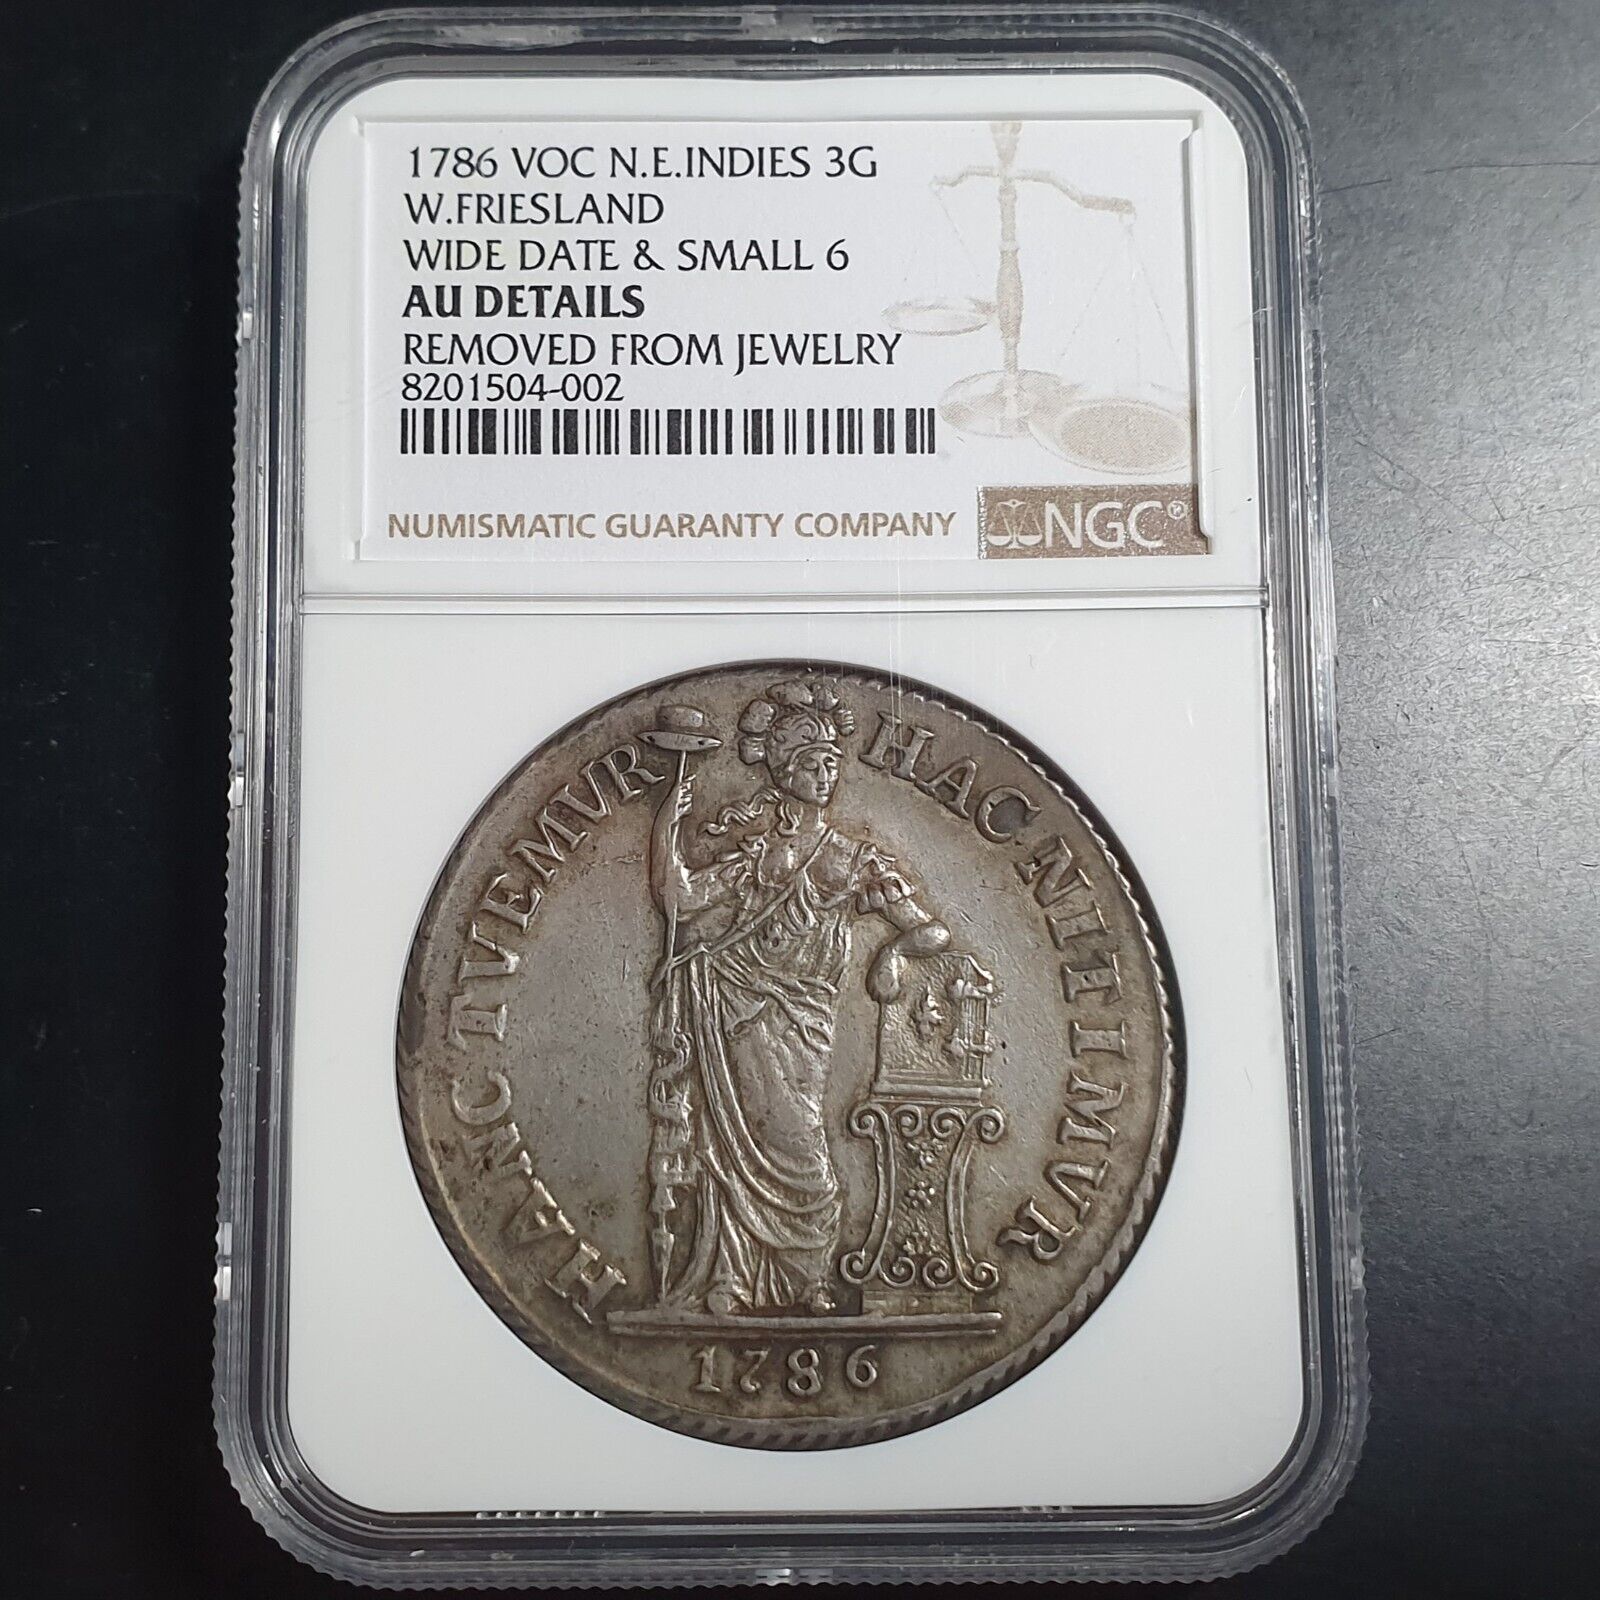 1786 VOC N.E.INDIES 3G
W.FRIESLAND
WIDE DATE & SMALL 6
AU DETAILS
REMOVED FROM JEWELRY
8201504-002
NUMISMATIC GUARANTY COMPANY
NGC®
HANC TVEMVR
HAC NITIMVR
1786